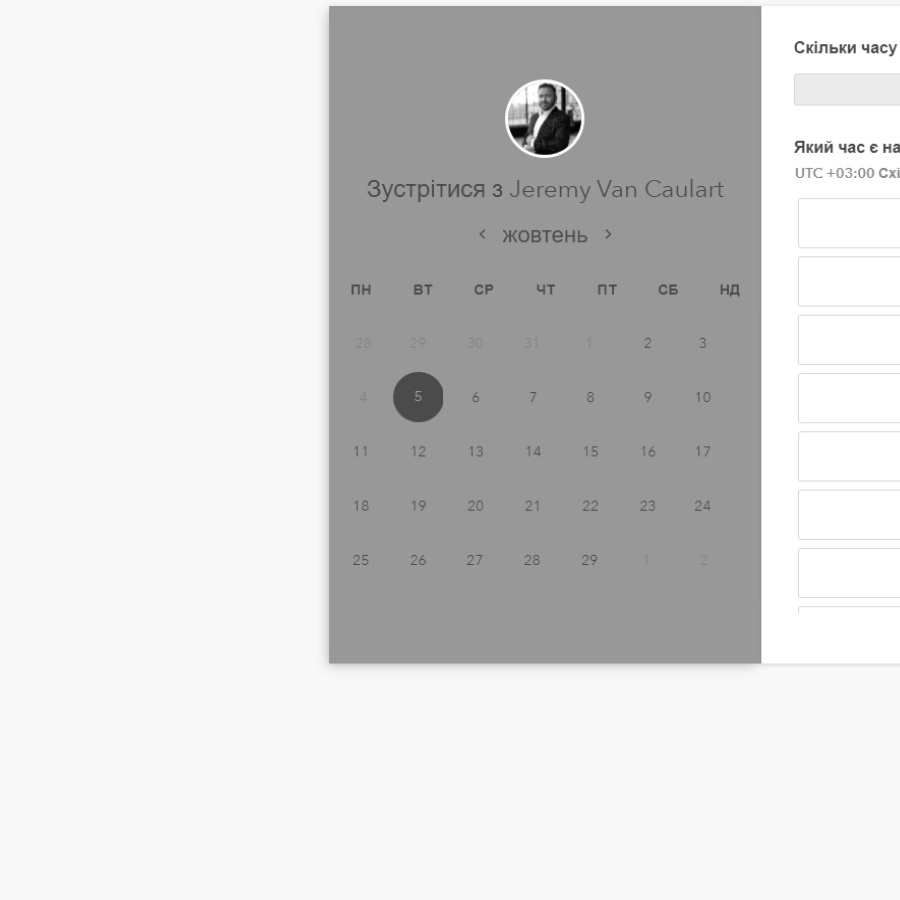 Зустрітися з Jeremy Van Caulart
жовтень
ПН ВТ СР ЧТ ПТ СБ НД
28 29 30 31 1 2 3
4 5 6 7 8 9 10
11 12 13 14 15 16 17
18 19 20 21 22 23 24
25 26 27 28 29 1 2
Скільки часу
Який час є на
UTC +03:00 Схі